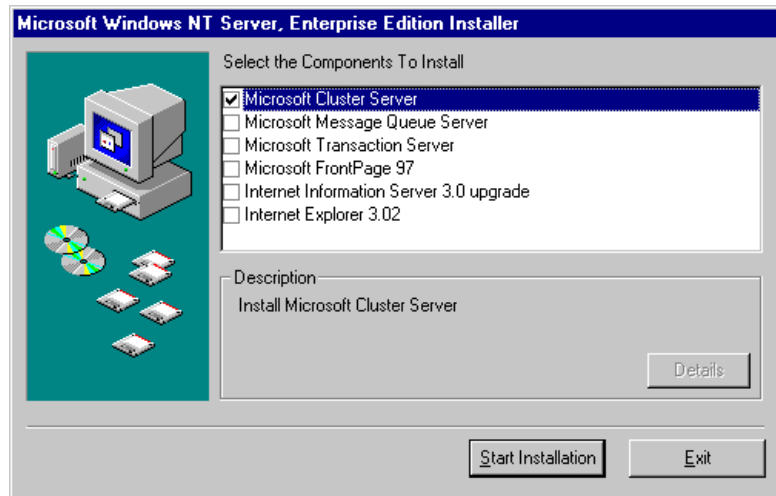 Microsoft Windows NT Server, Enterprise Edition Installer
Select the Components To Install
Microsoft Cluster Server
Microsoft Message Queue Server
Microsoft Transaction Server
Microsoft FrontPage 97
Internet Information Server 3.0 upgrade
Internet Explorer 3.02
Description
Install Microsoft Cluster Server
Details
Start Installation
Exit